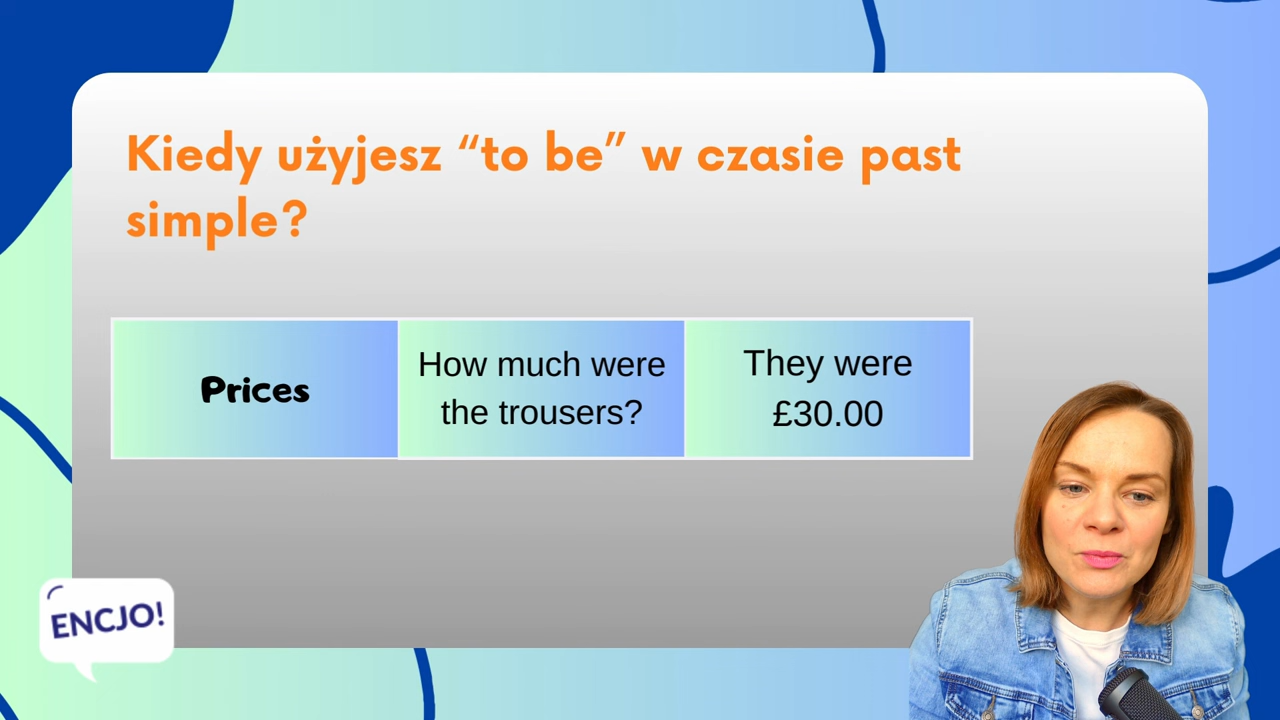 Kiedy użyjesz “to be” w czasie past
simple?
Prices
How much were
the trousers?
They were
£30.00
ENCJO!